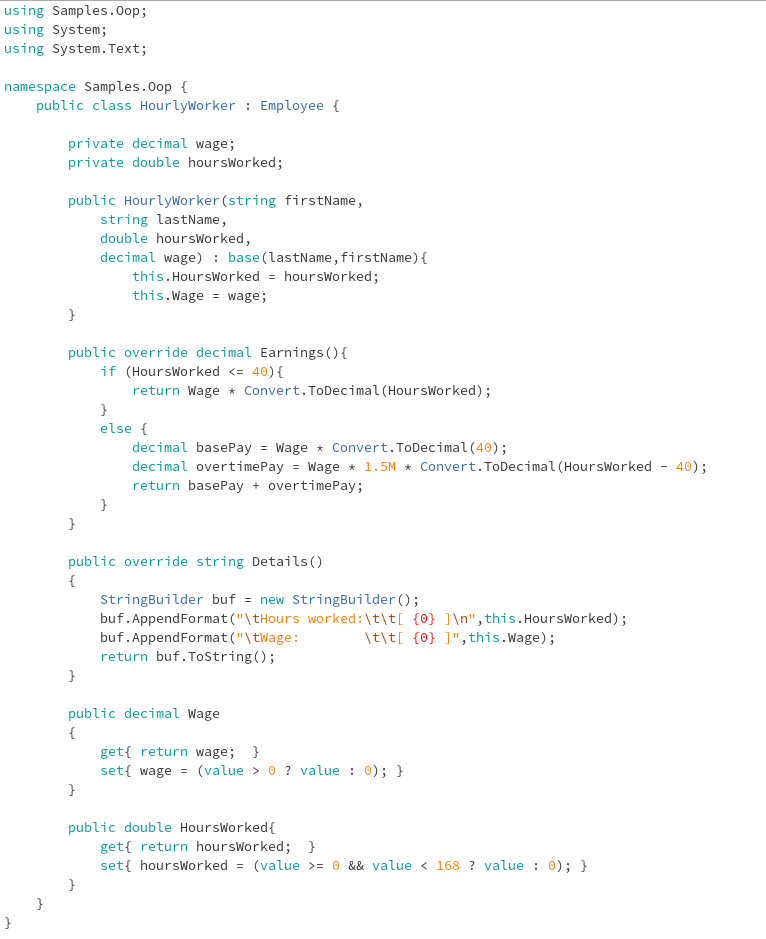 using Samples.Oop;
using System;
using System.Text;

namespace Samples.Oop {
    public class HourlyWorker : Employee {

        private decimal wage;
        private double hoursWorked;

        public HourlyWorker(string firstName,
            string lastName,
            double hoursWorked,
            decimal wage) : base(lastName,firstName){
                this.HoursWorked = hoursWorked;
                this.Wage = wage;
        }

        public override decimal Earnings(){
            if (HoursWorked <= 40){
                return Wage * Convert.ToDecimal(HoursWorked);
            }
            else {
                decimal basePay = Wage * Convert.ToDecimal(40);
                decimal overtimePay = Wage * 1.5M * Convert.ToDecimal(HoursWorked - 40);
                return basePay + overtimePay;
            }
        }

        public override string Details()
        {
            StringBuilder buf = new StringBuilder();
            buf.AppendFormat("\tHours worked:\t\t[ {0} ]\n",this.HoursWorked);
            buf.AppendFormat("\tWage:        \t\t[ {0} ]",this.Wage);
            return buf.ToString();
        }

        public decimal Wage
        {
            get{ return wage;  }
            set{ wage = (value > 0 ? value : 0); }
        }

        public double HoursWorked{
            get{ return hoursWorked;  }
            set{ hoursWorked = (value >= 0 && value < 168 ? value : 0); }
        }
    }
}